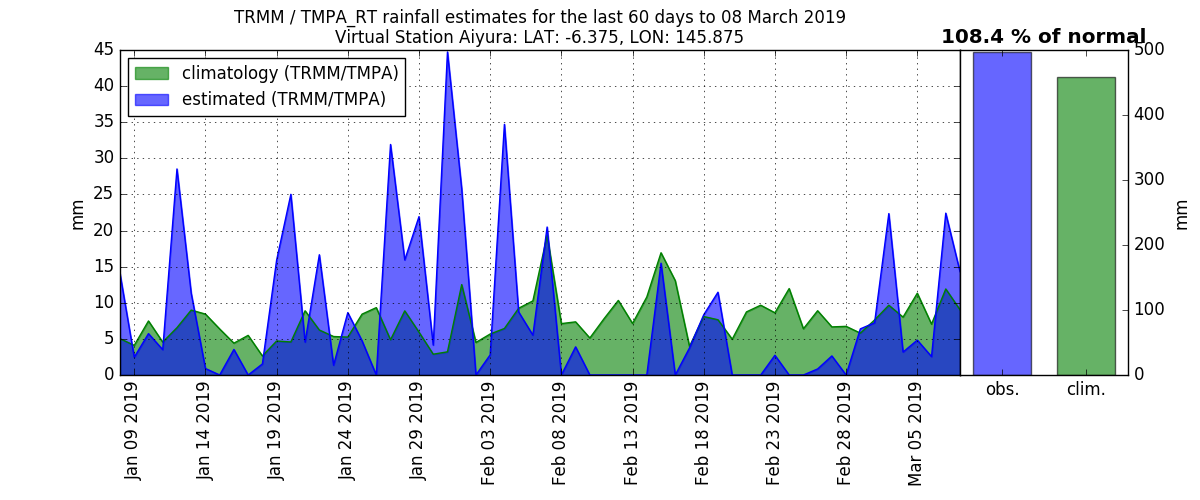 TRMM / TMPA_RT rainfall estimates for the last 60 days to 08 March 2019
Virtual Station Aiyura: LAT: -6.375, LON: 145.875
108.4 % of normal
climatology (TRMM/TMPA)
estimated (TRMM/TMPA)
mm
45
40
35
30
25
20
15
10
5
0
Jan 09 2019
Jan 14 2019
Jan 19 2019
Jan 24 2019
Jan 29 2019
Feb 03 2019
Feb 08 2019
Feb 13 2019
Feb 18 2019
Feb 23 2019
Feb 28 2019
Mar 05 2019
obs.
clim.
500
400
300
200
100
0
mm